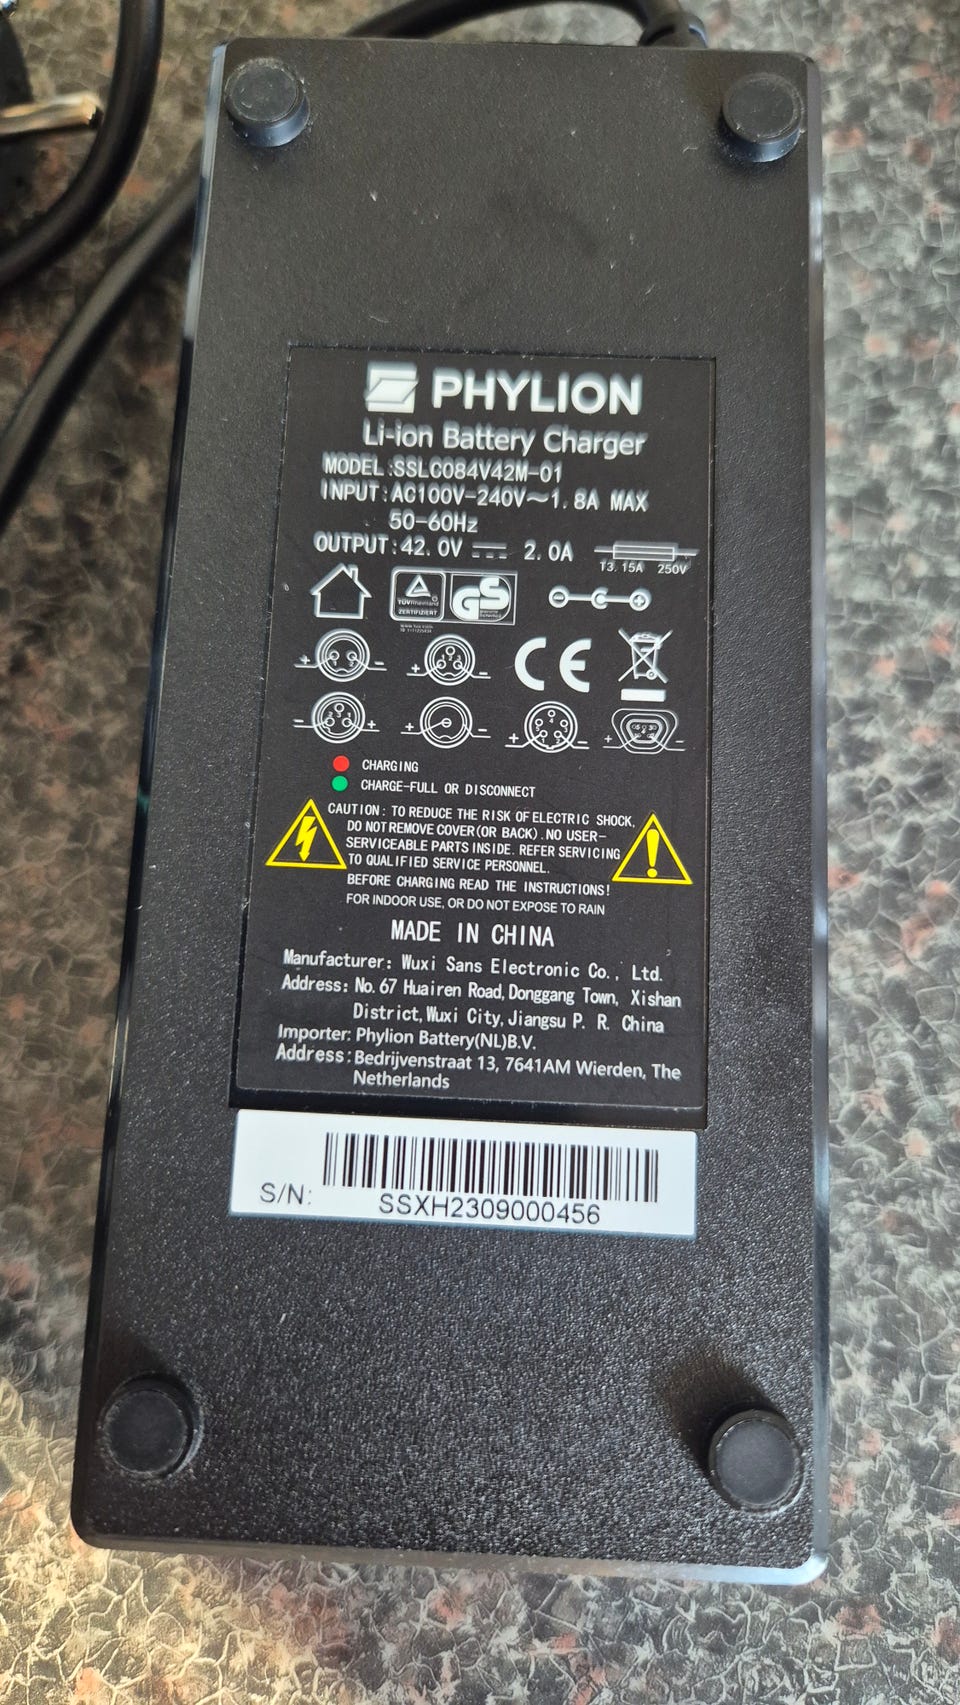 PHYLION
Li-ion Battery Charger
MODEL:SSLC084V42M-01
INPUT:AC100V-240V～1.8A MAX
50-60Hz
OUTPUT:42.0V 2.0A
T3.15A 250V
TÜVRheinland
ZERTIFIZIERT
GS
CE
CHARGING
CHARGE-FULL OR DISCONNECT
CAUTION: TO REDUCE THE RISK OF ELECTRIC SHOCK,
DO NOT REMOVE COVER(OR BACK).NO USER-
SERVICEABLE PARTS INSIDE. REFER SERVICING
TO QUALIFIED SERVICE PERSONNEL.
BEFORE CHARGING READ THE INSTRUCTIONS!
FOR INDOOR USE, OR DO NOT EXPOSE TO RAIN
MADE IN CHINA
Manufacturer: Wuxi Sans Electronic Co., Ltd.
Address: No. 67 Huairen Road, Donggang Town, Xishan
District, Wuxi City, Jiangsu P. R. China
Importer: Phylion Battery(NL)B.V.
Address: Bedrijvenstraat 13, 7641AM Wierden, The
Netherlands
S/N: SSXH2309000456